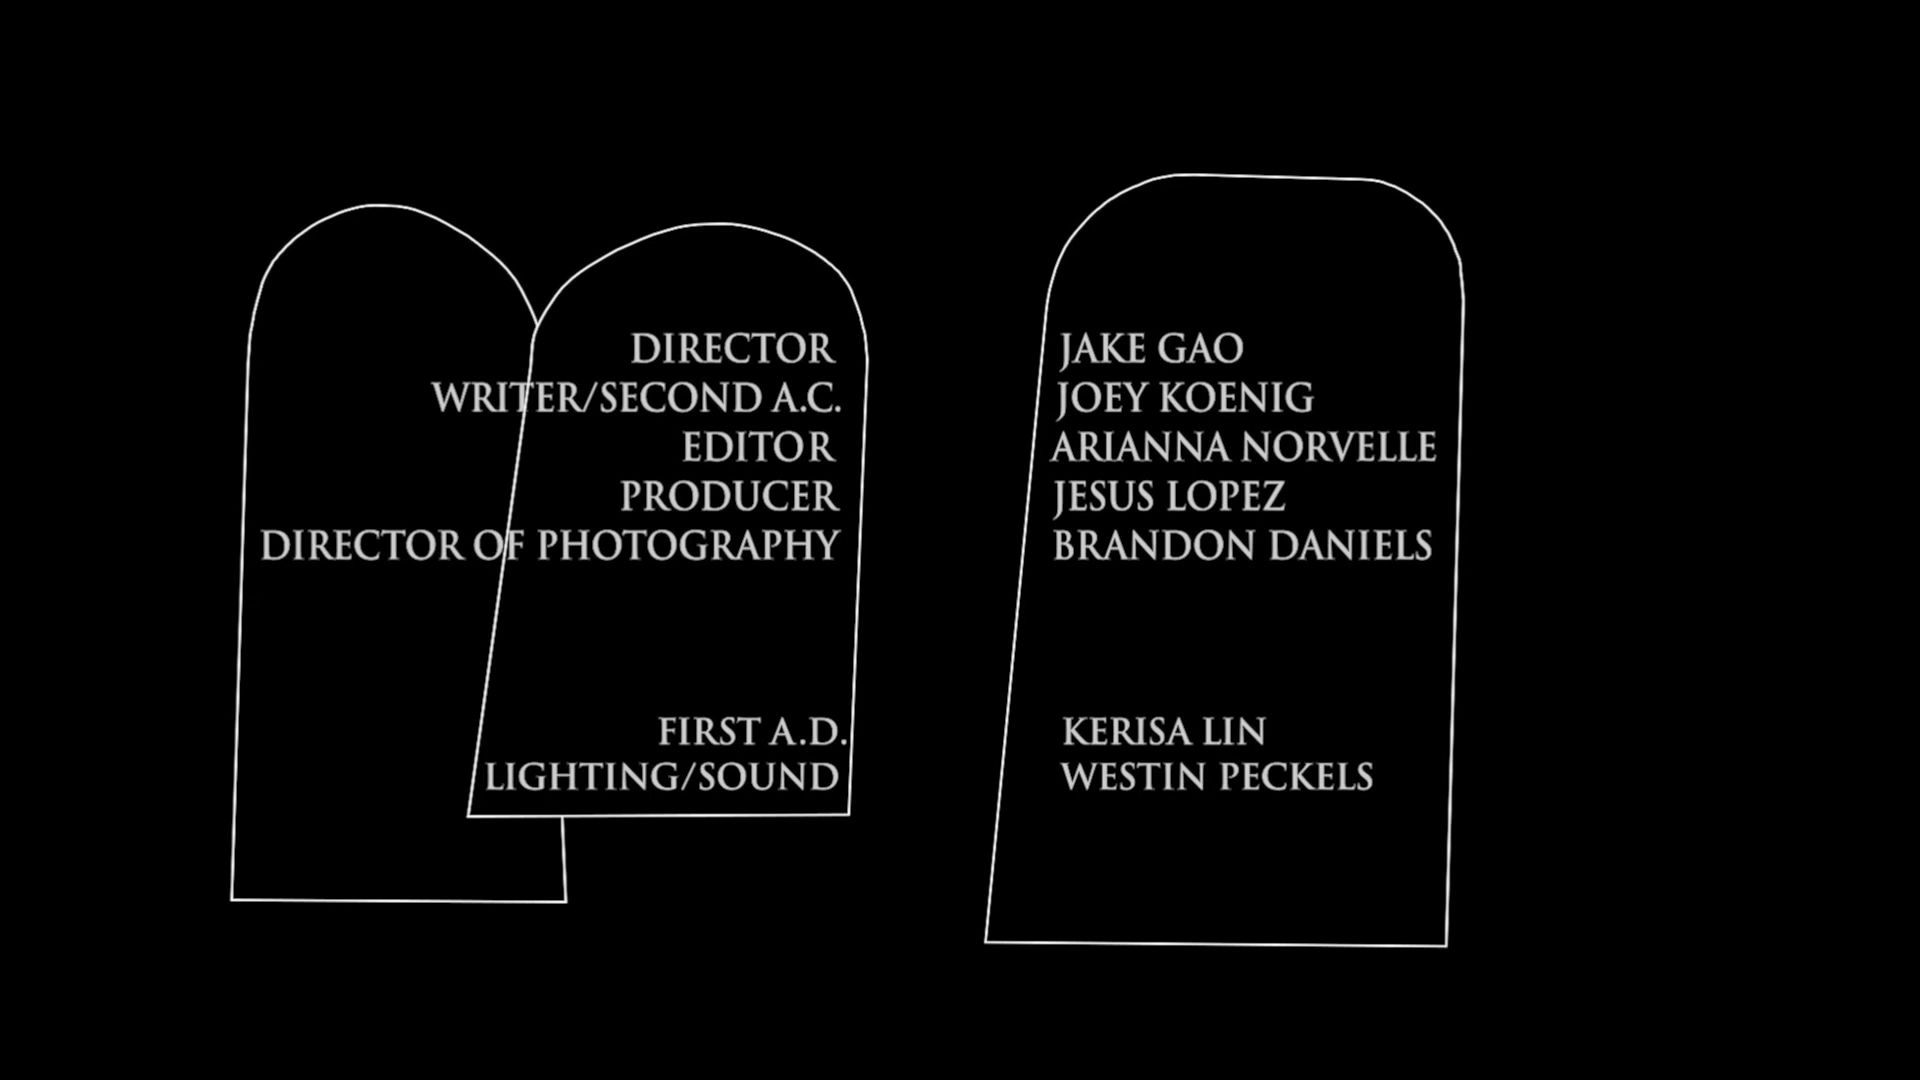 DIRECTOR JAKE GAO
WRITER/SECOND A.C. JOEY KOENIG
EDITOR ARIANNA NORVELLE
PRODUCER JESUS LOPEZ
DIRECTOR OF PHOTOGRAPHY BRANDON DANIELS
FIRST A.D. KERISA LIN
LIGHTING/SOUND WESTIN PECKELS